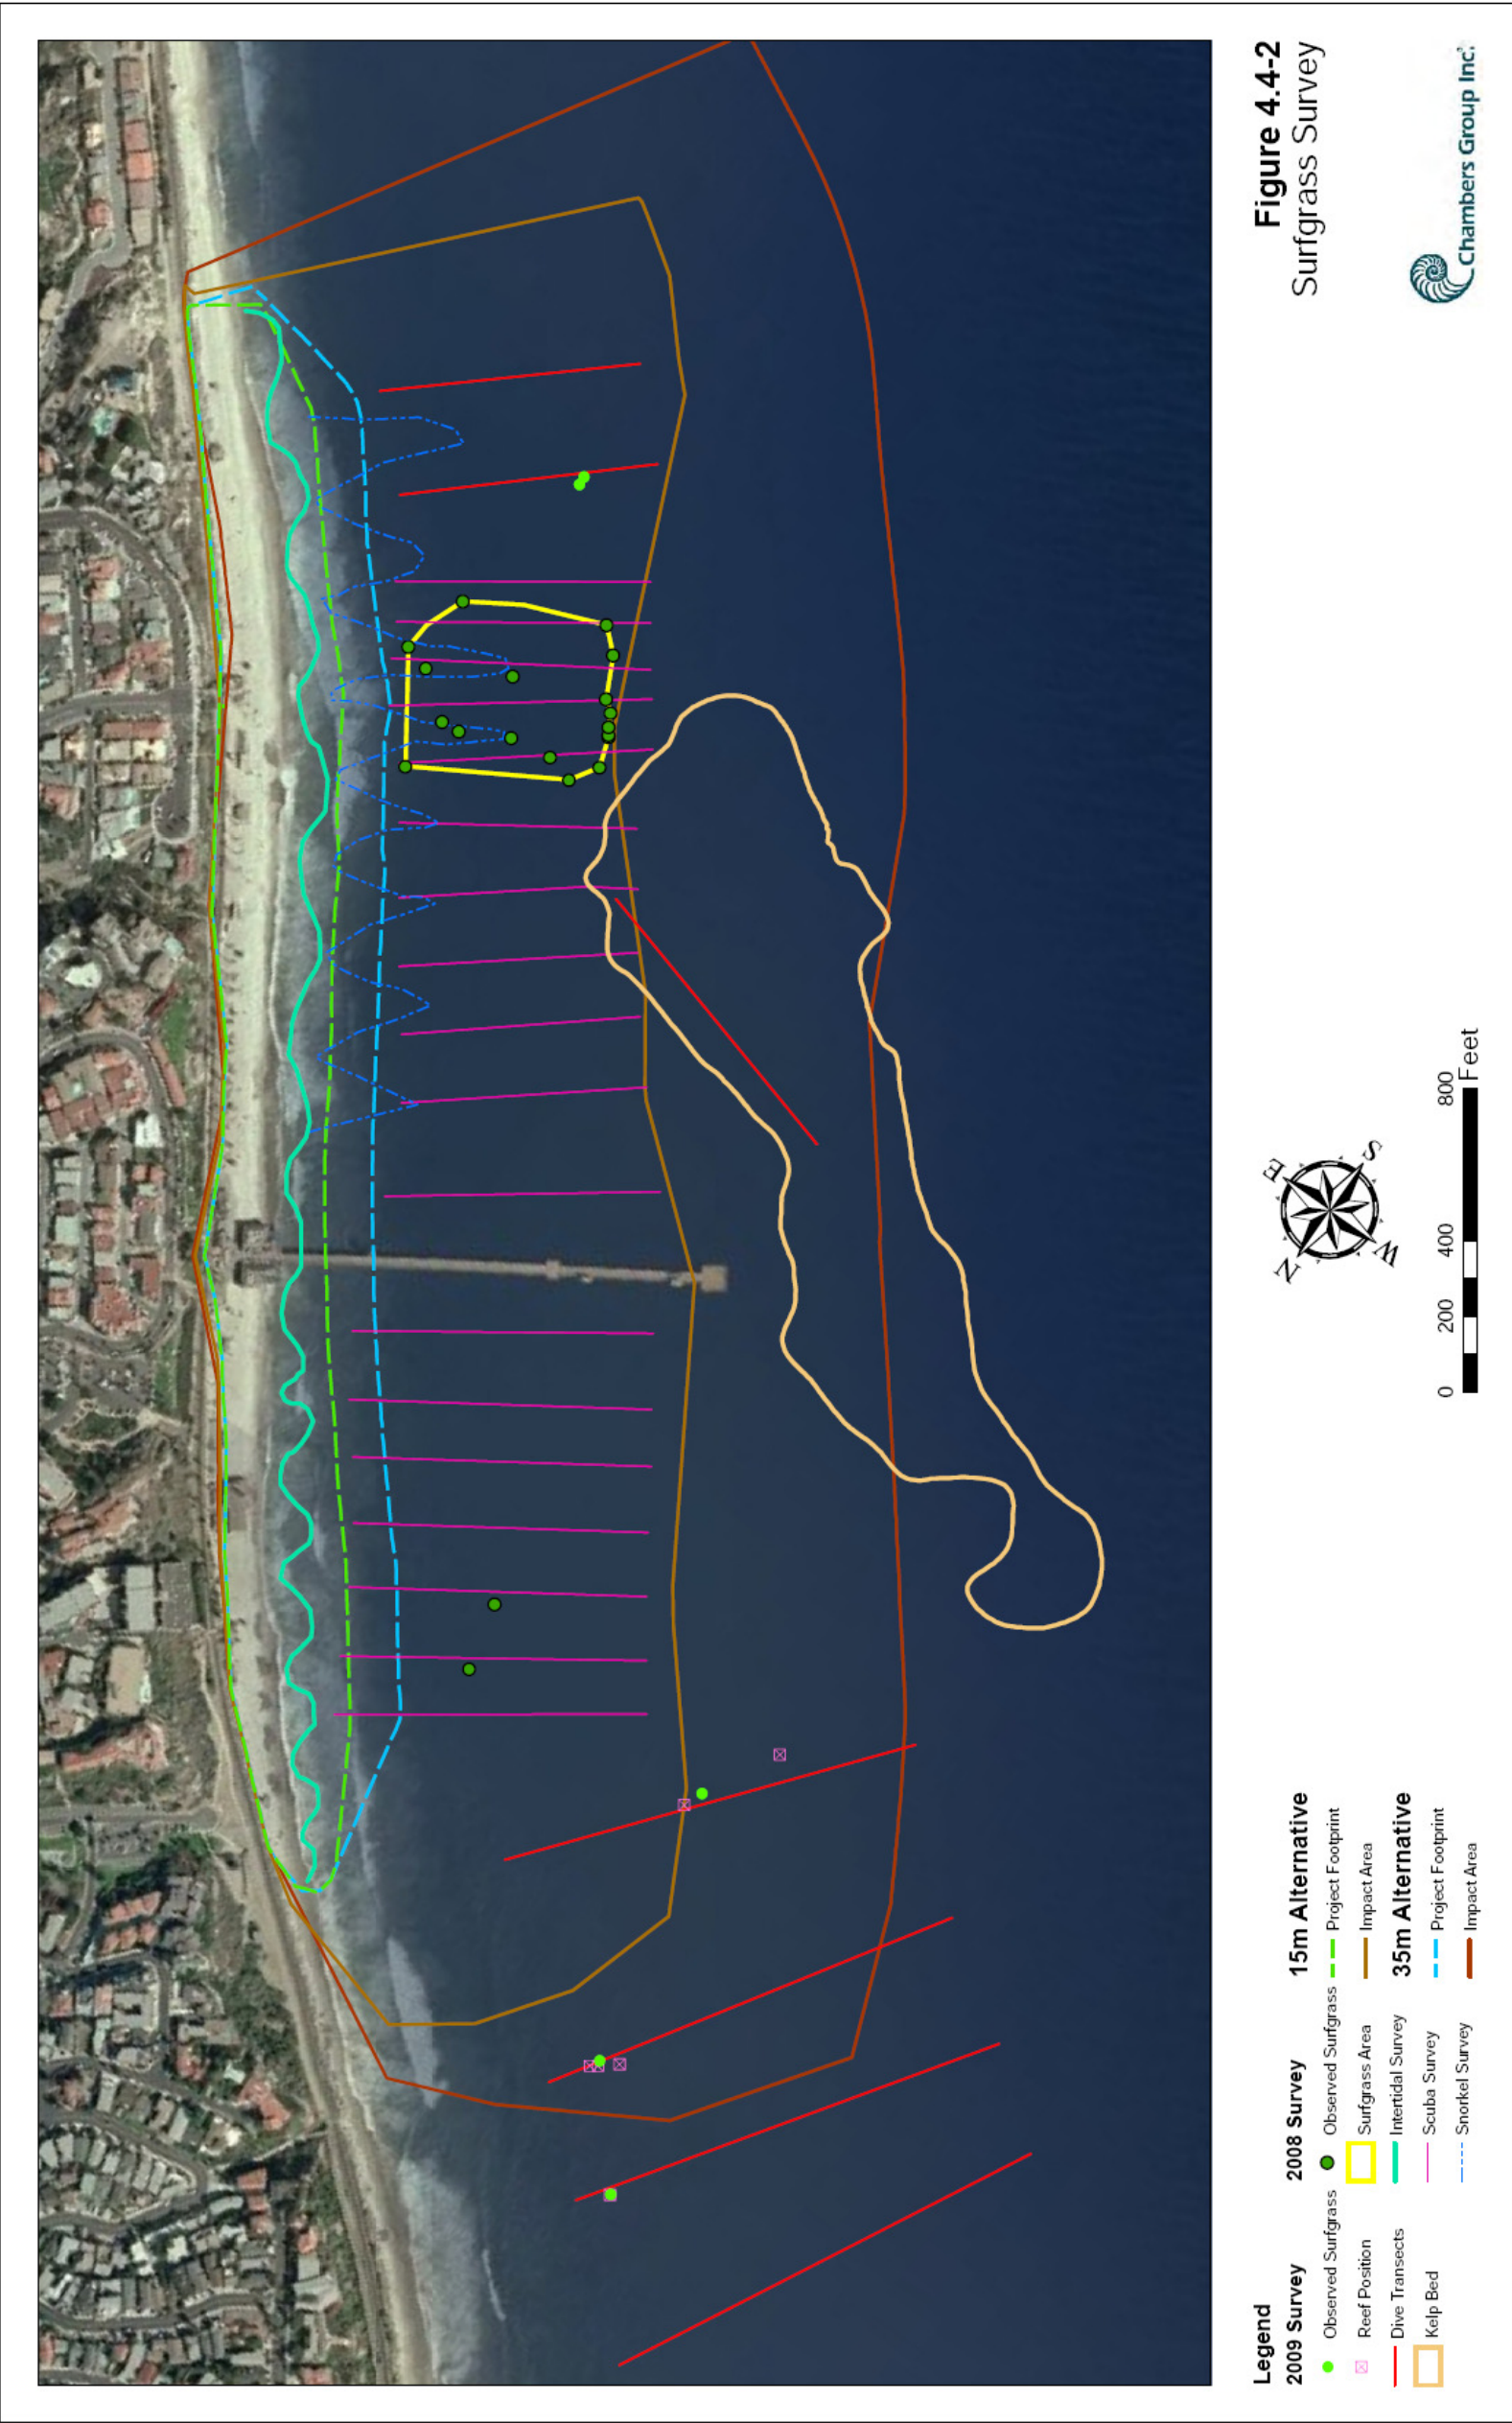 Figure 4.4-2
Surfgrass Survey
Chambers Group Inc.
Legend
2009 Survey
Observed Surfgrass
Reef Position
Dive Transects
Kelp Bed
2008 Survey
Observed Surfgrass
Surfgrass Area
Intertidal Survey
Scuba Survey
Snorkel Survey
15m Alternative
Project Footprint
Impact Area
35m Alternative
Project Footprint
Impact Area
N
E
S
W
0 200 400 800
Feet